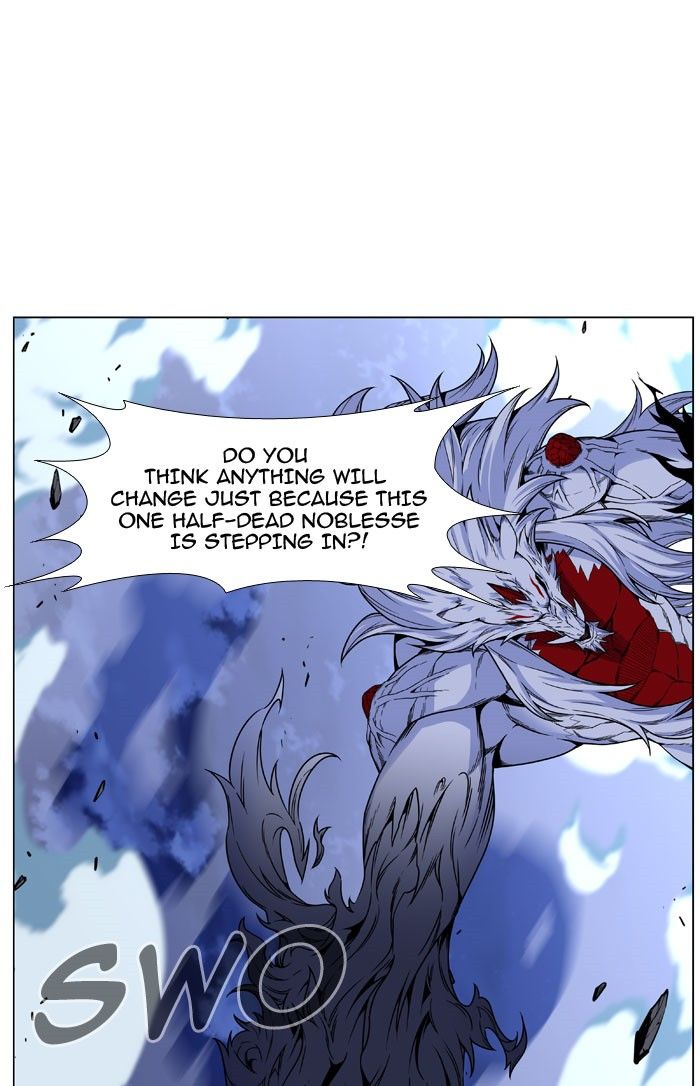 DO YOU
THINK ANYTHING WILL
CHANGE JUST BECAUSE THIS
ONE HALF-DEAD NOBLESSE
IS STEPPING IN?!
SWO